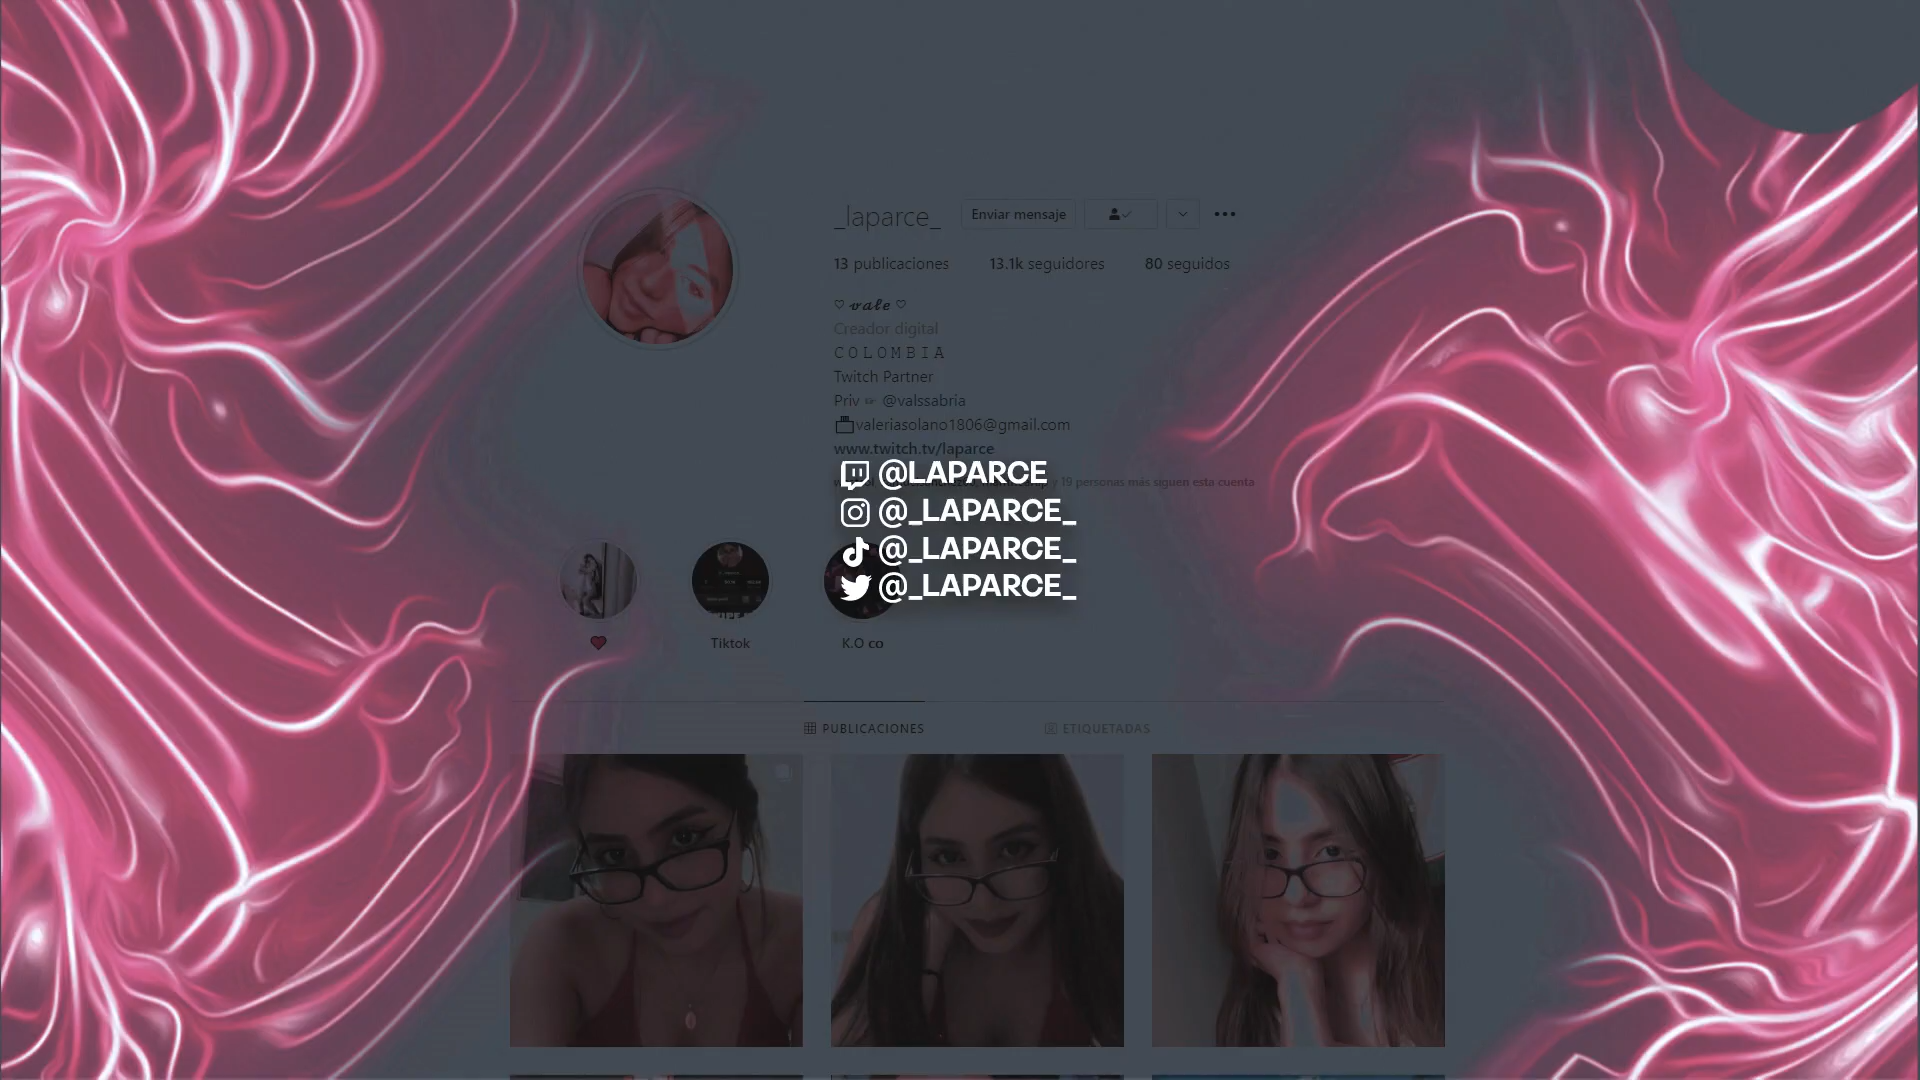 _laparce_ Enviar mensaje
13 publicaciones 13.1k seguidores 80 seguidos
♡ 𝓿𝓪𝓵𝓮 ♡
Creador digital
C O L O M B I A
Twitch Partner
Priv @valssabria
valeriasolano1806@gmail.com
www.twitch.tv/laparce
y 19 personas más siguen esta cuenta
@LAPARCE
@_LAPARCE_
@_LAPARCE_
@_LAPARCE_
Tiktok K.O co
PUBLICACIONES ETIQUETADAS